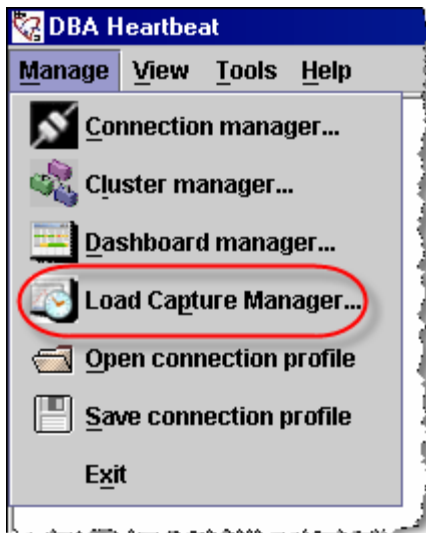 DBA Heartbeat
Manage View Tools Help
Connection manager...
Cluster manager...
Dashboard manager...
Load Capture Manager...
Open connection profile
Save connection profile
Exit